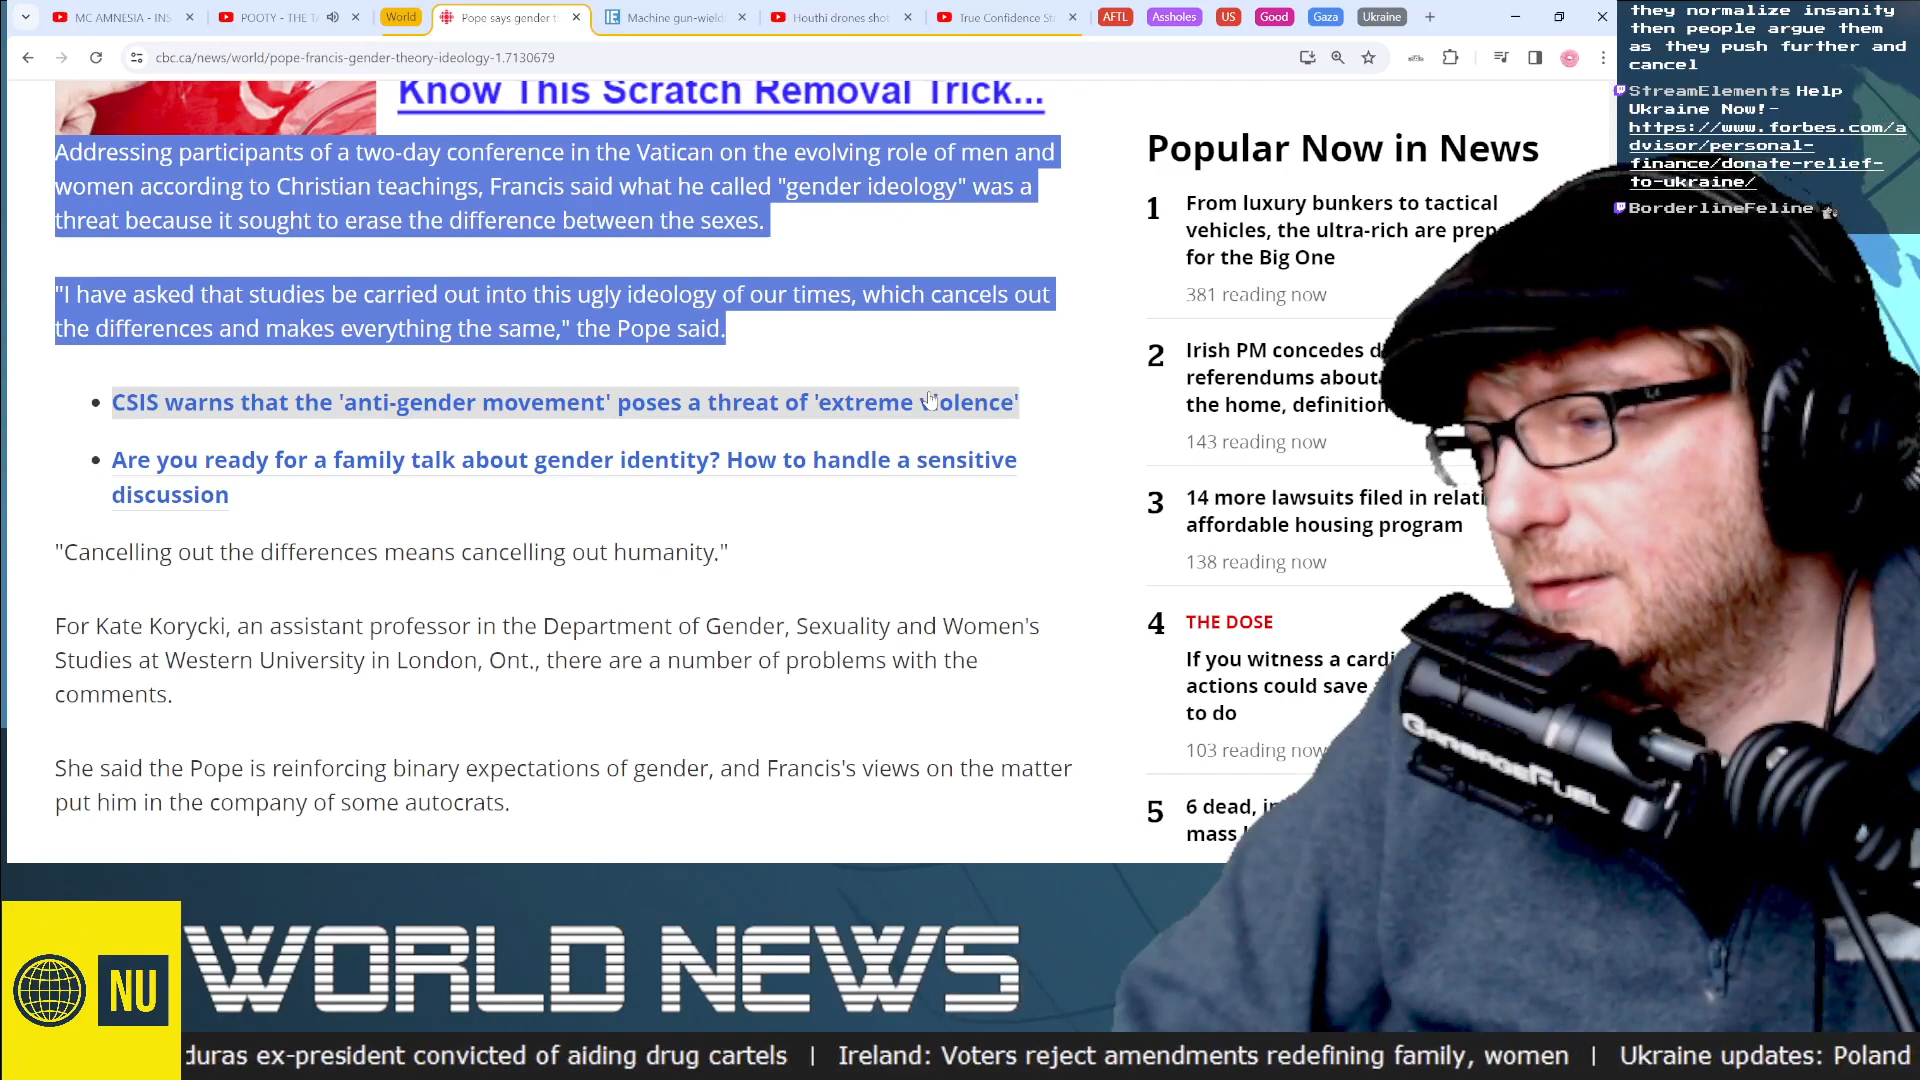 MC AMNESIA - INS
POOTY - THE T
World
Pope says gender t
Machine gun-wield
Houthi drones shot
True Confidence St
AFTL
Assholes
US
Good
Gaza
Ukraine
cbc.ca/news/world/pope-francis-gender-theory-ideology-1.7130679
they normalize insanity
then people argue them
as they push further and
cancel
StreamElements Help
Ukraine Now!-
https://www.forbes.com/a
dvisor/personal-
finance/donate-relief-
to-ukraine/
BorderlineFeline
Know This Scratch Removal Trick...
Addressing participants of a two-day conference in the Vatican on the evolving role of men and
women according to Christian teachings, Francis said what he called "gender ideology" was a
threat because it sought to erase the difference between the sexes.
"I have asked that studies be carried out into this ugly ideology of our times, which cancels out
the differences and makes everything the same," the Pope said.
CSIS warns that the 'anti-gender movement' poses a threat of 'extreme violence'
Are you ready for a family talk about gender identity? How to handle a sensitive
discussion
"Cancelling out the differences means cancelling out humanity."
For Kate Korycki, an assistant professor in the Department of Gender, Sexuality and Women's
Studies at Western University in London, Ont., there are a number of problems with the
comments.
She said the Pope is reinforcing binary expectations of gender, and Francis's views on the matter
put him in the company of some autocrats.
Popular Now in News
1
From luxury bunkers to tactical
vehicles, the ultra-rich are prep
for the Big One
381 reading now
2
Irish PM concedes d
referendums about
the home, definition
143 reading now
3
14 more lawsuits filed in relati
affordable housing program
138 reading now
4
THE DOSE
If you witness a cardi
actions could save
to do
103 reading now
5
6 dead, in
mass
GARAGEFUEL
NU
WORLD NEWS
duras ex-president convicted of aiding drug cartels | Ireland: Voters reject amendments redefining family, women | Ukraine updates: Poland